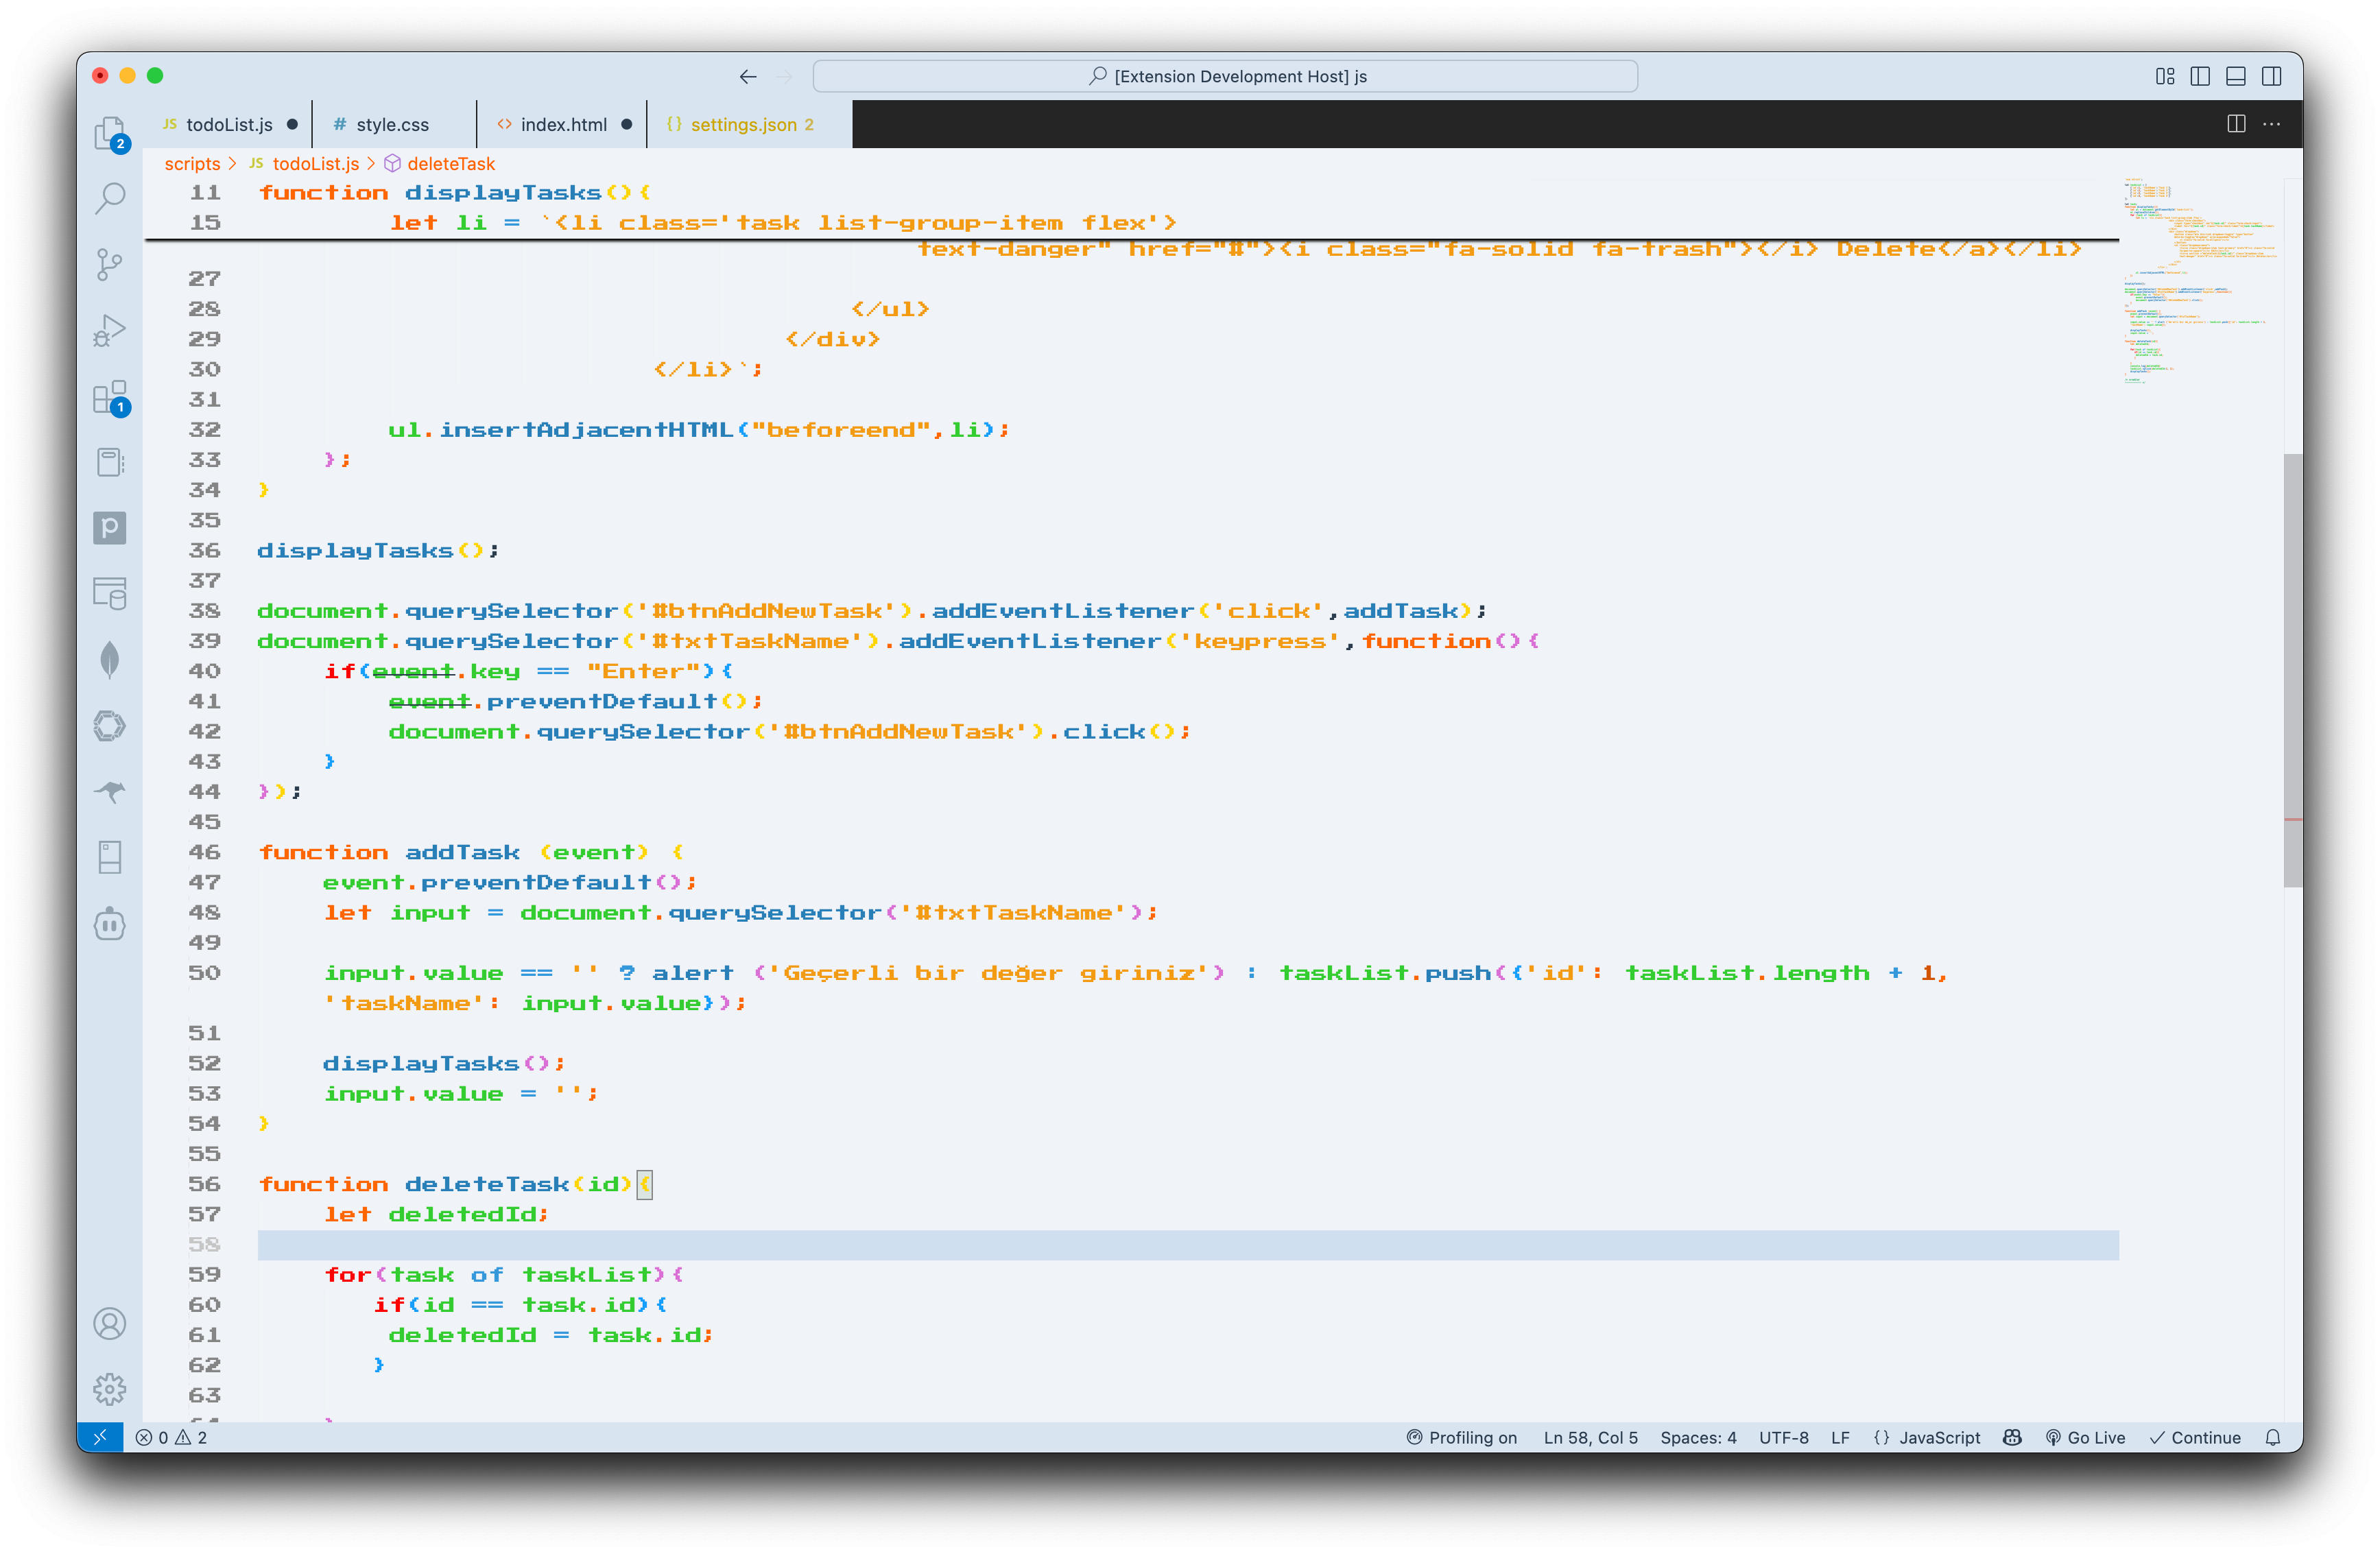 [Extension Development Host] js
JS todoList.js
# style.css
<> index.html
{} settings.json 2
2
1
scripts > JS todoList.js > deleteTask
11 function displayTasks(){
15 let li = `<li class='task list-group-item flex'>
text-danger" href="#"><i class="fa-solid fa-trash"></i> Delete</a></li>
27
28 </ul>
29 </div>
30 </li>`;
31
32 ul.insertAdjacentHTML("beforeend",li);
33 };
34 }
35
36 displayTasks();
37
38 document.querySelector('#btnAddNewTask').addEventListener('click',addTask);
39 document.querySelector('#txtTaskName').addEventListener('keypress',function(){
40 if(event.key == "Enter"){
41 event.preventDefault();
42 document.querySelector('#btnAddNewTask').click();
43 }
44 });
45
46 function addTask (event) {
47 event.preventDefault();
48 let input = document.querySelector('#txtTaskName');
49
50 input.value == '' ? alert ('Geçerli bir değer giriniz') : taskList.push({'id': taskList.length + 1,
'taskName': input.value});
51
52 displayTasks();
53 input.value = '';
54 }
55
56 function deleteTask(id){
57 let deletedId;
58
59 for(task of taskList){
60 if(id == task.id){
61 deletedId = task.id;
62 }
63
0 2 Profiling on Ln 58, Col 5 Spaces: 4 UTF-8 LF {} JavaScript Go Live Continue